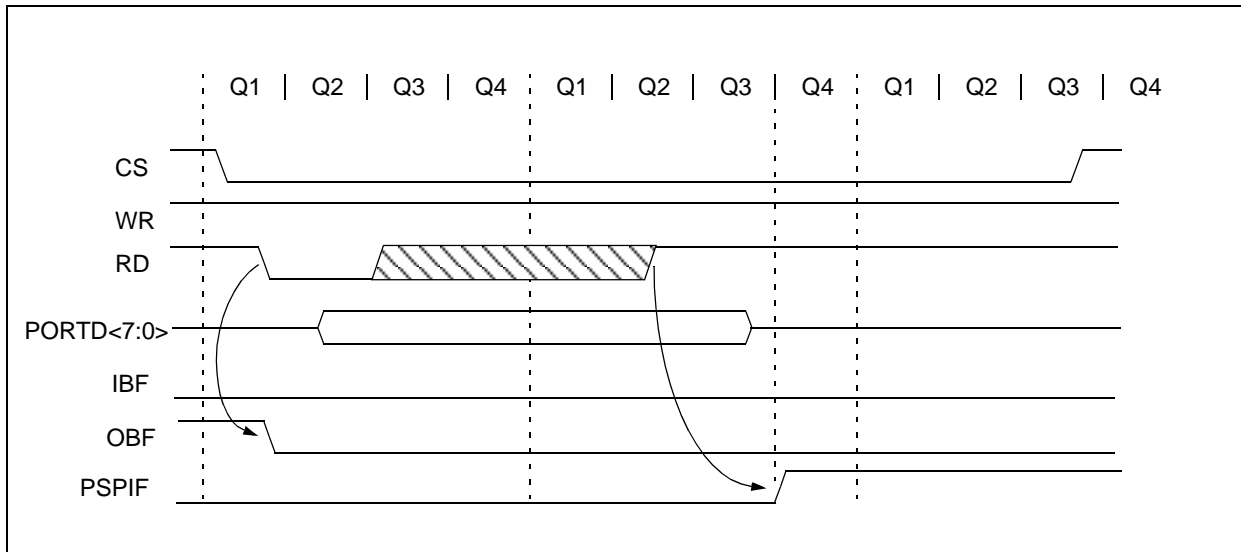 Q1 | Q2 | Q3 | Q4 Q1 | Q2 | Q3 Q4 Q1 | Q2 | Q3 | Q4
CS
WR
RD
PORTD<7:0>
IBF
OBF
PSPIF